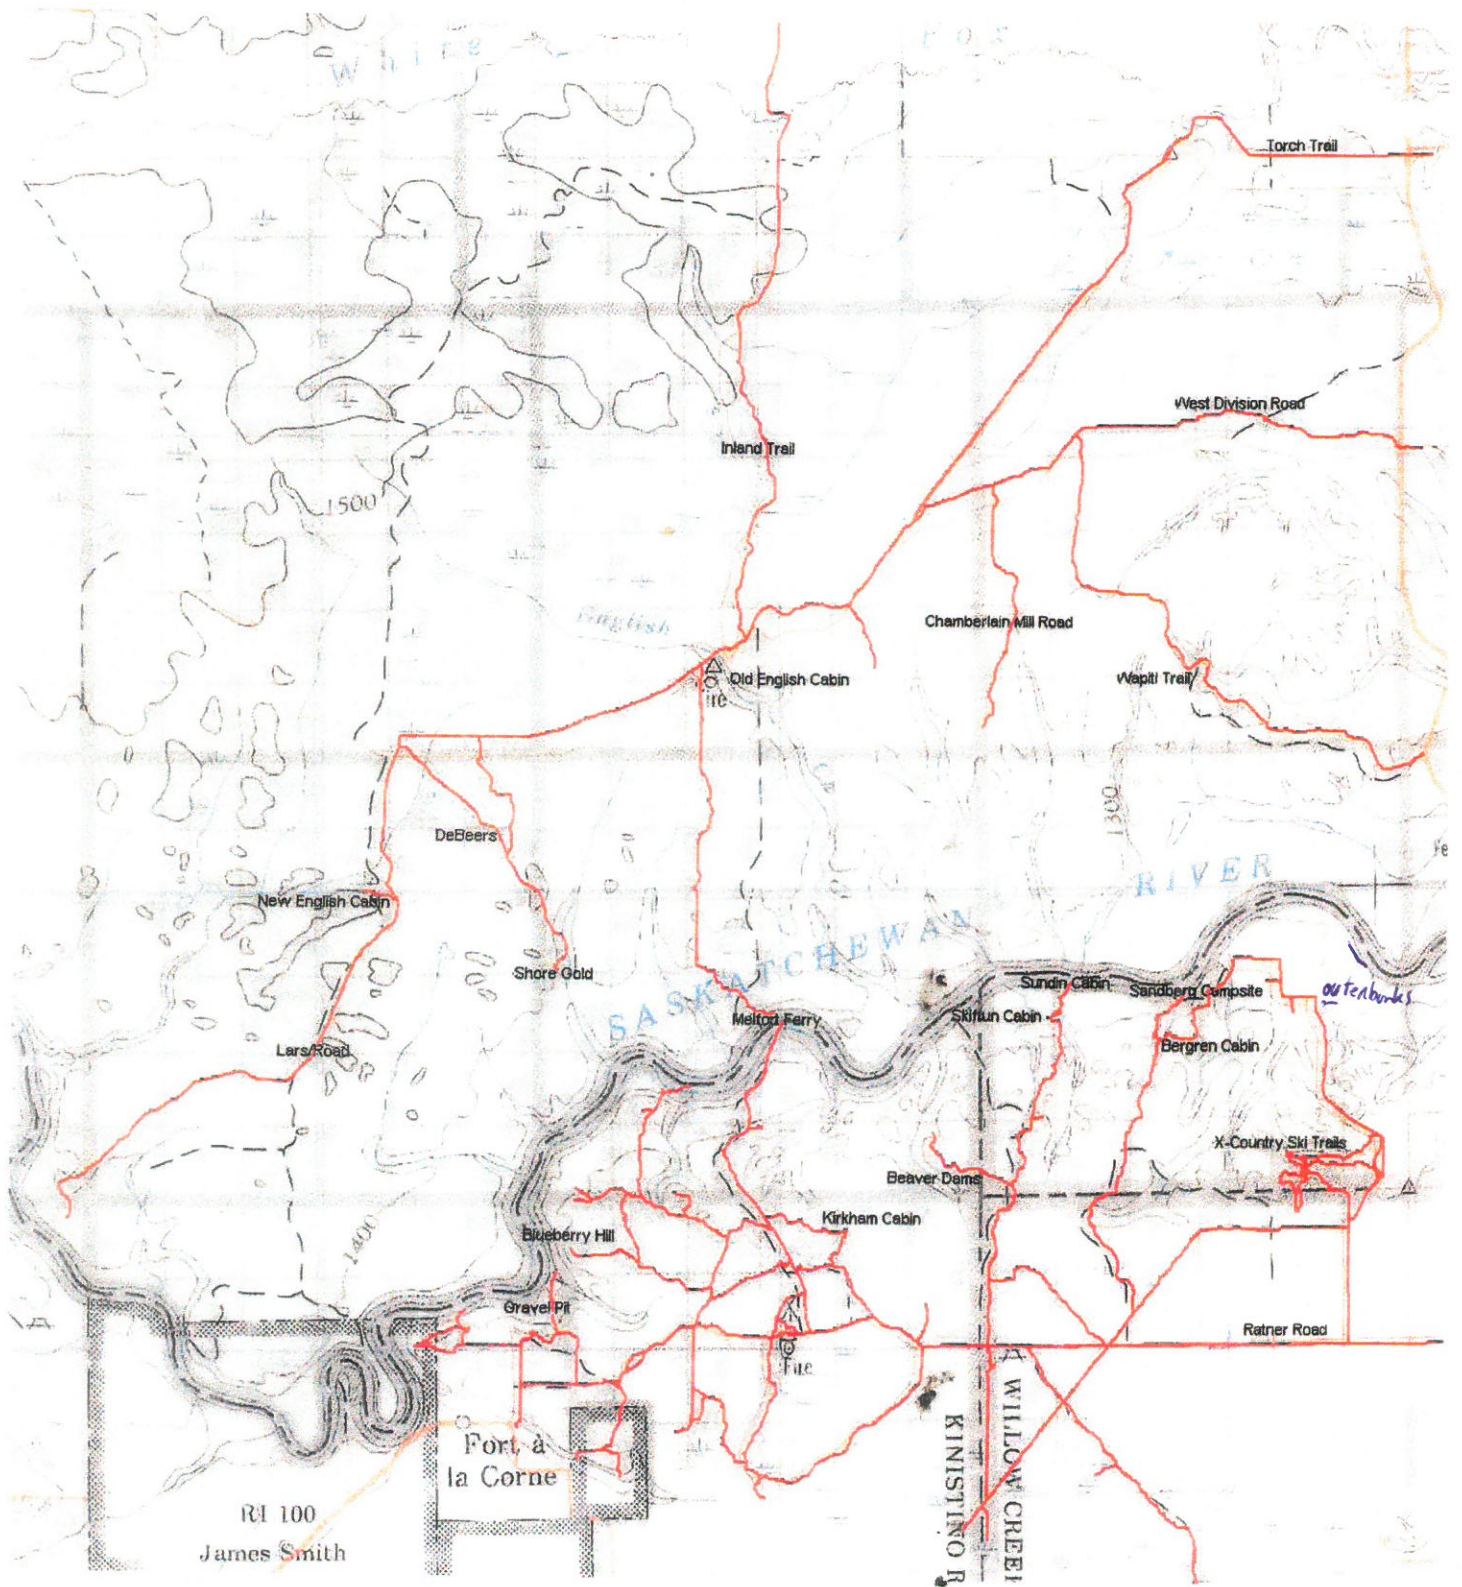 White Fox
Torch Trail
West Division Road
Inland Trail
1500
English
Chamberlain Mill Road
Old English Cabin
Wapiti Trail
1300
DeBeers
RIVER
New English Cabin
SASKATCHEWAN
Shore Gold
Sundin Cabin
Sandberg Campsite
outenbunks
Melfort Ferry
Skiftun Cabin
Bergren Cabin
Lars/Road
X-Country Ski Trails
Beaver Dams
Kirkham Cabin
Blueberry Hill
1400
Gravel Pit
Ratner Road
Fire
WILLOW CREEK
KINISTINO R
Fort à
la Corne
RI 100
James Smith